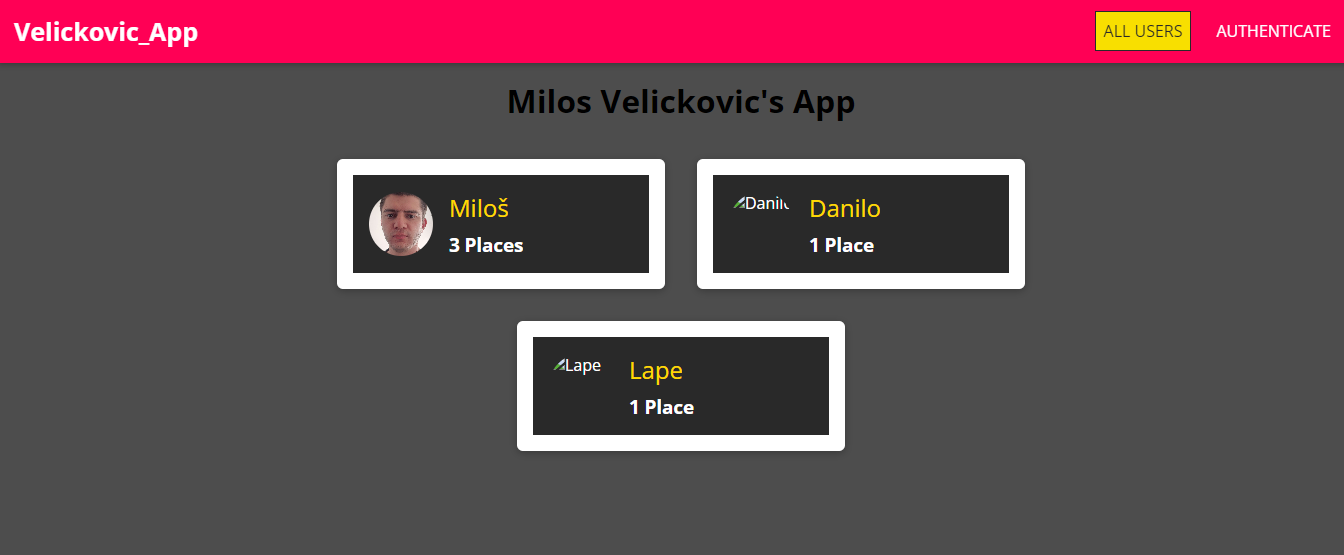 Velickovic_App
ALL USERS
AUTHENTICATE
Milos Velickovic's App
Miloš
3 Places
Danilo
Danilo
1 Place
Lape
Lape
1 Place